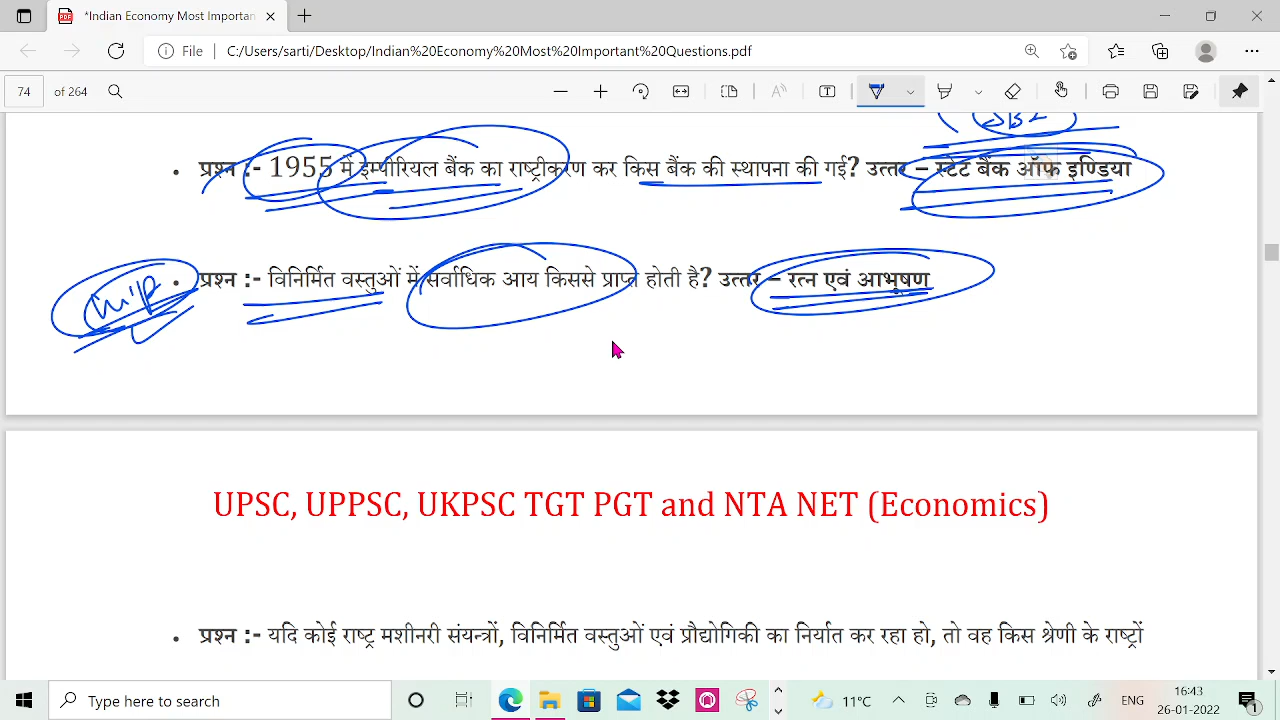 *Indian Economy Most Importan
File C:/Users/sarti/Desktop/Indian%20Economy%20Most%20Important%20Questions.pdf
74 of 264
SBI
प्रश्न :- 1955 में इम्पीरियल बैंक का राष्ट्रीकरण कर किस बैंक की स्थापना की गई? उत्तर – स्टेट बैंक ऑफ इण्डिया
प्रश्न :- विनिर्मित वस्तुओं में सर्वाधिक आय किससे प्राप्त होती है? उत्तर – रत्न एवं आभूषण
UPSC, UPPSC, UKPSC TGT PGT and NTA NET (Economics)
प्रश्न :- यदि कोई राष्ट्र मशीनरी संयन्त्रों, विनिर्मित वस्तुओं एवं प्रौद्योगिकी का निर्यात कर रहा हो, तो वह किस श्रेणी के राष्ट्रों
Type here to search
11°C ENG 16:43
26-01-2022